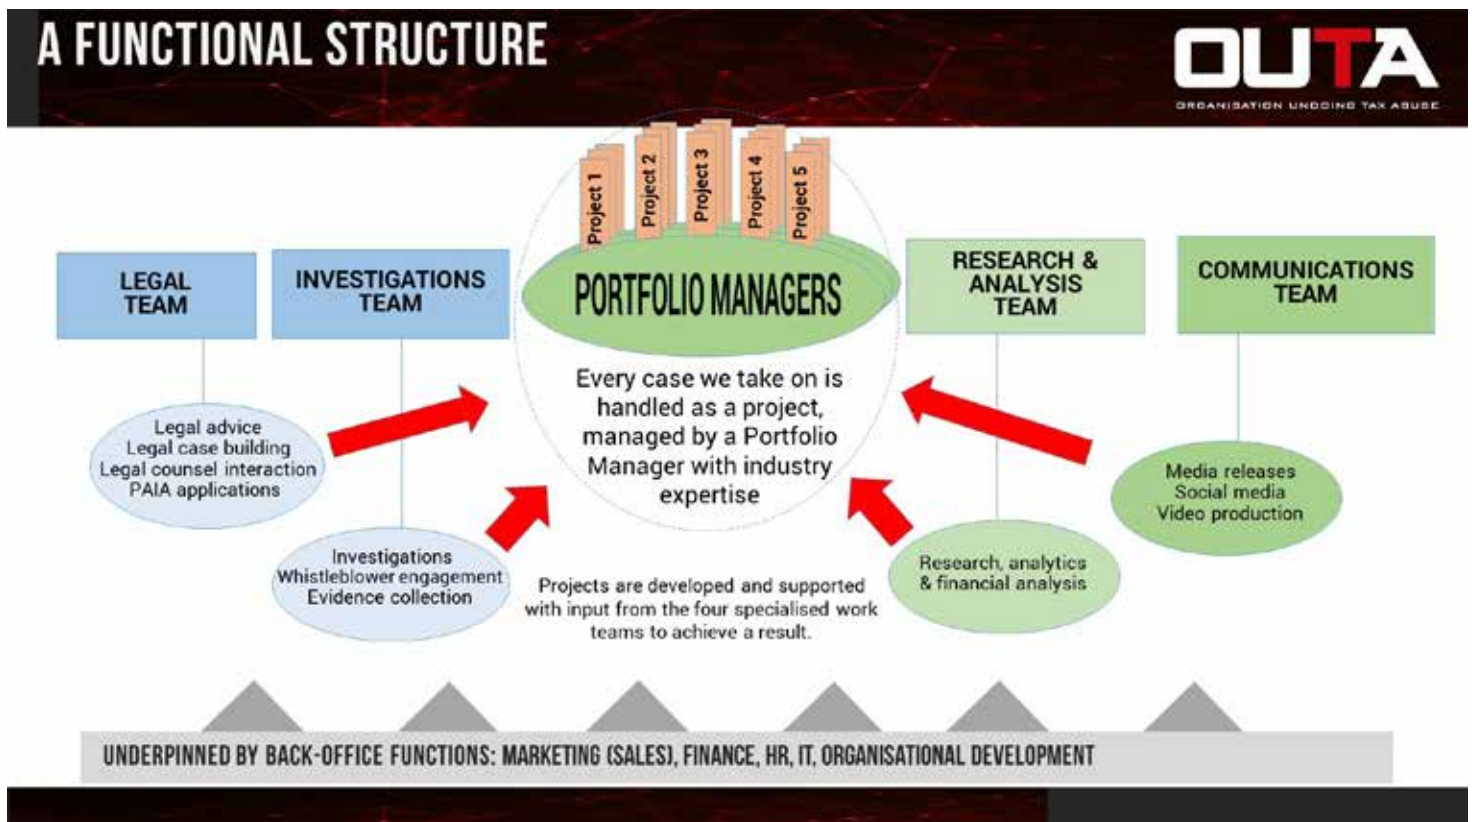 A FUNCTIONAL STRUCTURE
OUTA
ORGANISATION UNDOING TAX ABUSE
Project 1
Project 2
Project 3
Project 4
Project 5
PORTFOLIO MANAGERS
LEGAL
TEAM
INVESTIGATIONS
TEAM
RESEARCH &
ANALYSIS
TEAM
COMMUNICATIONS
TEAM
Every case we take on is
handled as a project,
managed by a Portfolio
Manager with industry
expertise
Legal advice
Legal case building
Legal counsel interaction
PAIA applications
Investigations
Whistleblower engagement
Evidence collection
Research, analytics
& financial analysis
Media releases
Social media
Video production
Projects are developed and supported
with input from the four specialised work
teams to achieve a result.
UNDERPINNED BY BACK-OFFICE FUNCTIONS: MARKETING (SALES), FINANCE, HR, IT, ORGANISATIONAL DEVELOPMENT